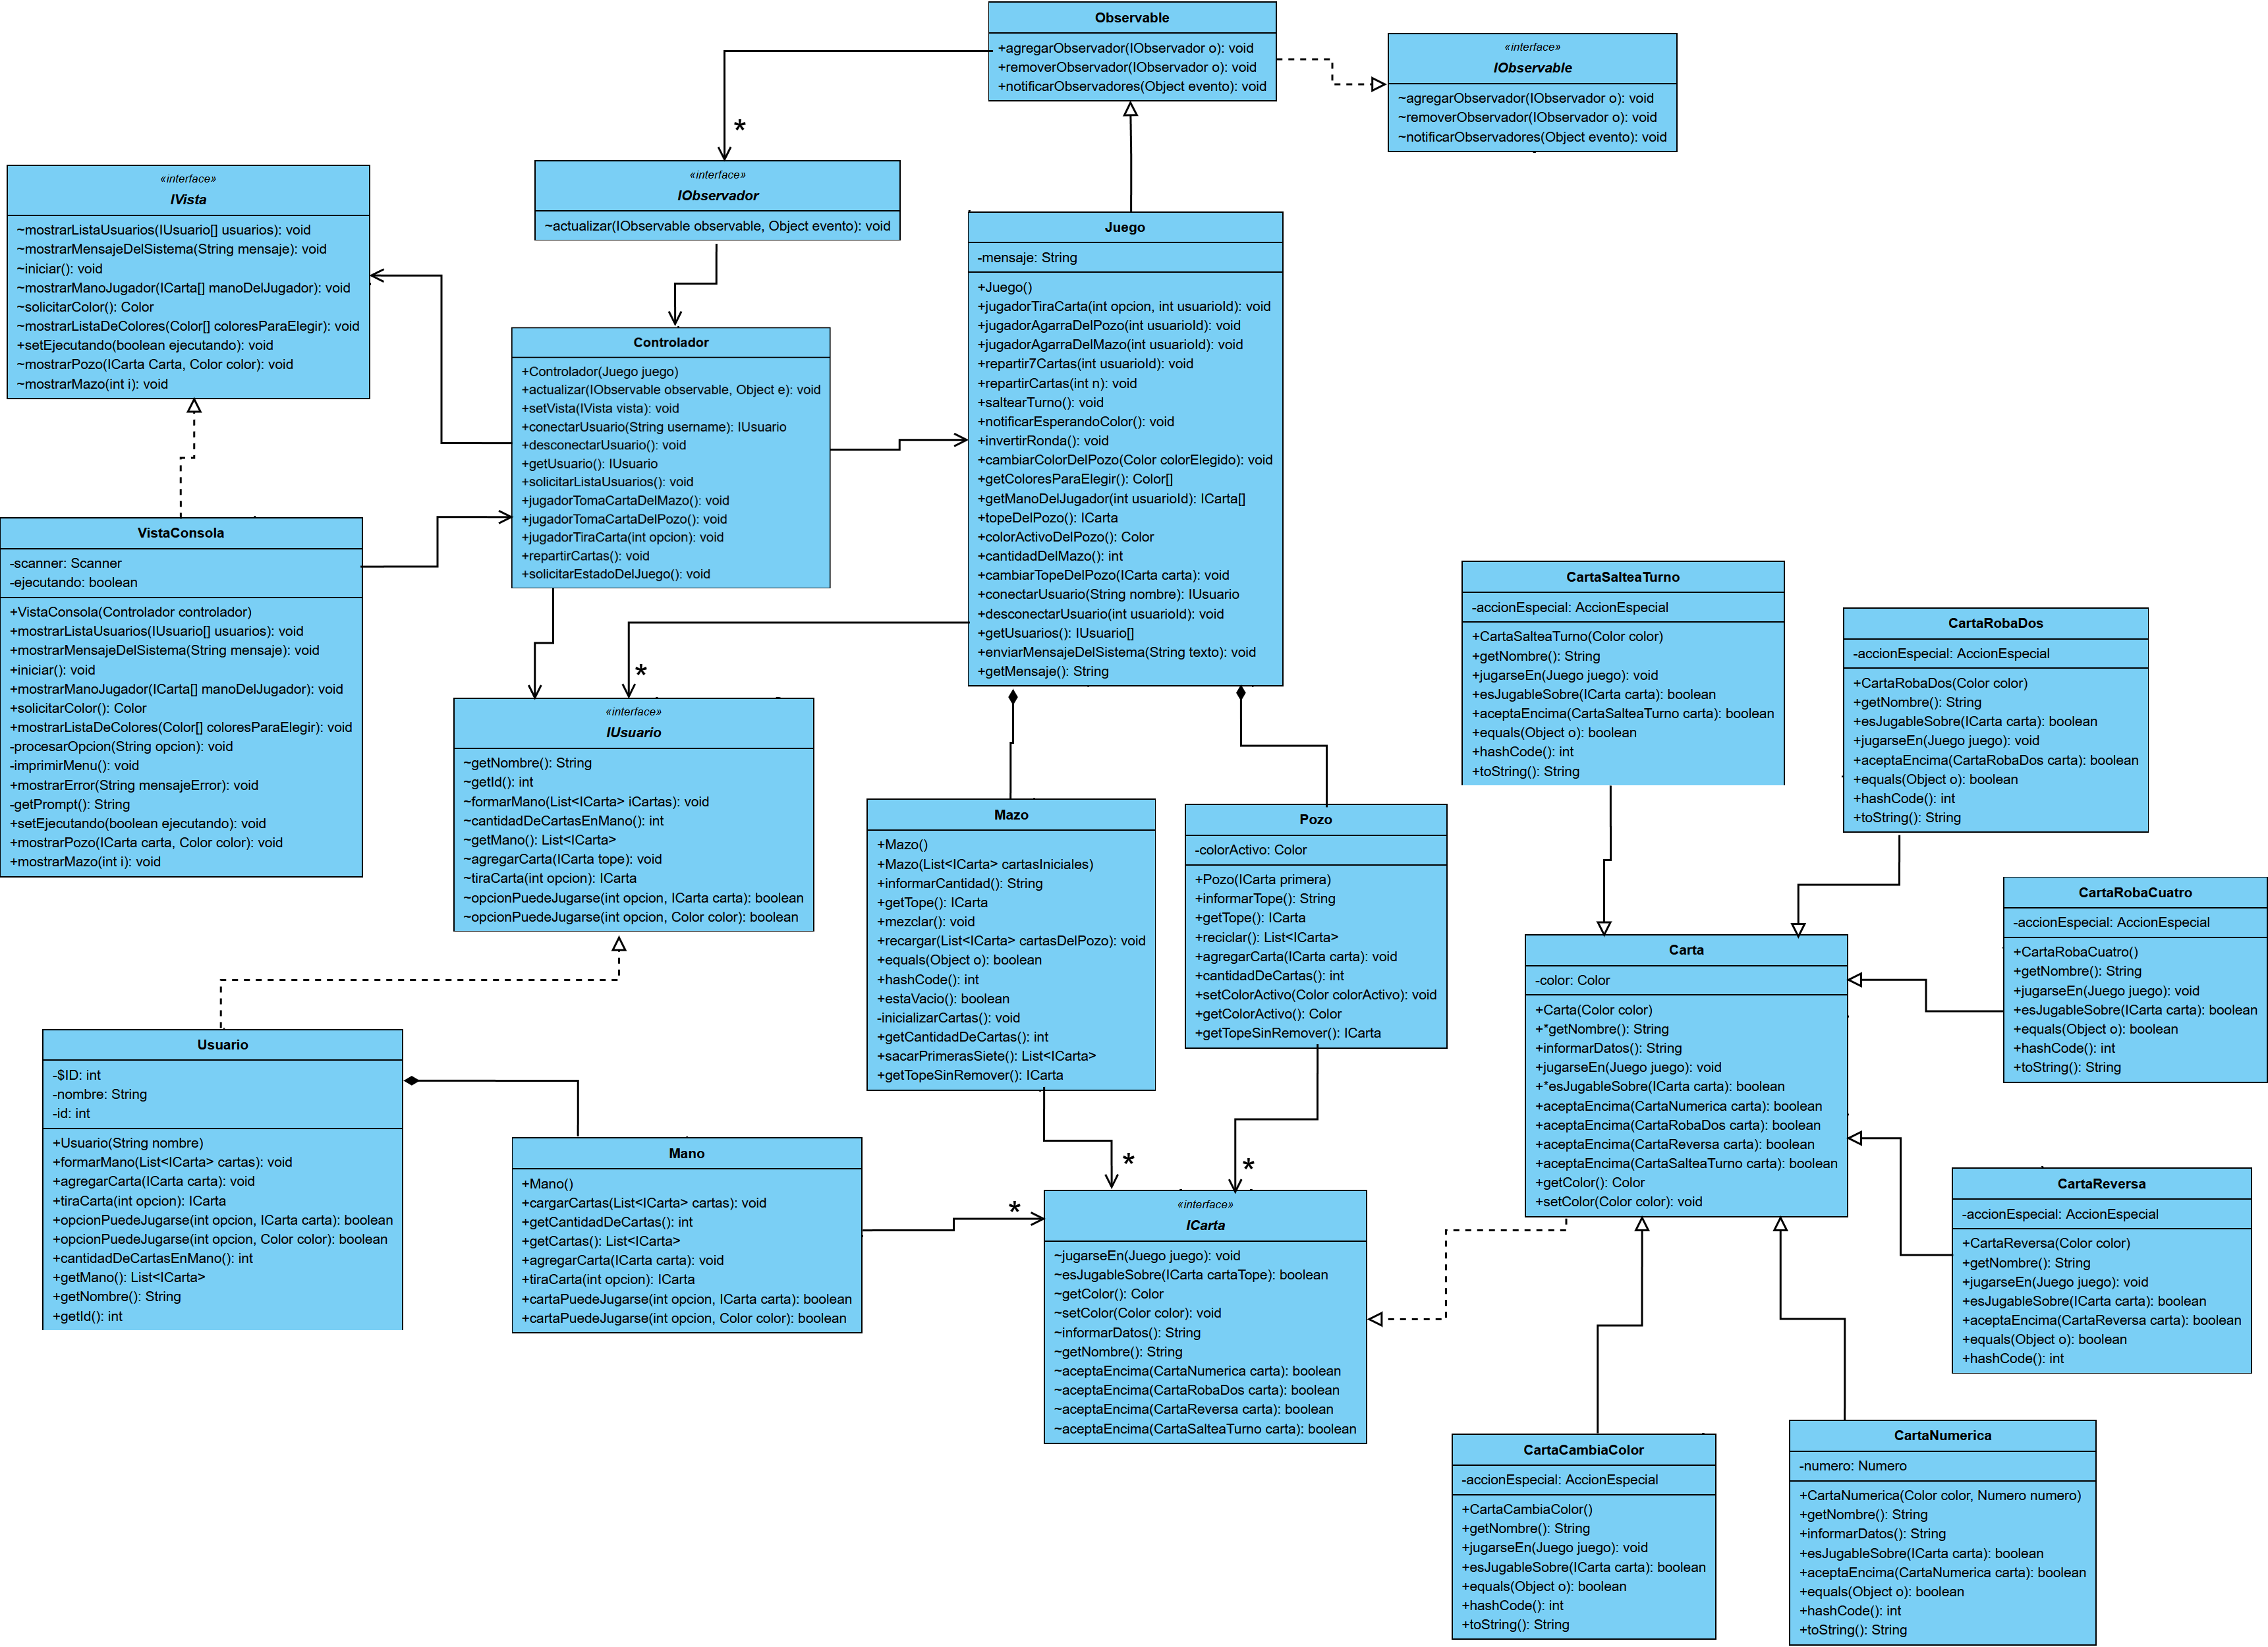 Observable
+agregarObservador(IObservador o): void
+removerObservador(IObservador o): void
+notificarObservadores(Object evento): void
«interface»
IObservable
~agregarObservador(IObservador o): void
~removerObservador(IObservador o): void
~notificarObservadores(Object evento): void
*
«interface»
IObservador
~actualizar(IObservable observable, Object evento): void
«interface»
IVista
~mostrarListaUsuarios(IUsuario[] usuarios): void
~mostrarMensajeDelSistema(String mensaje): void
~iniciar(): void
~mostrarManoJugador(ICarta[] manoDelJugador): void
~solicitarColor(): Color
~mostrarListaDeColores(Color[] coloresParaElegir): void
+setEjecutando(boolean ejecutando): void
~mostrarPozo(ICarta Carta, Color color): void
~mostrarMazo(int i): void
Juego
-mensaje: String
+Juego()
+jugadorTiraCarta(int opcion, int usuarioId): void
+jugadorAgarraDelPozo(int usuarioId): void
+jugadorAgarraDelMazo(int usuarioId): void
+repartir7Cartas(int usuarioId): void
+repartirCartas(int n): void
+saltearTurno(): void
+notificarEsperandoColor(): void
+invertirRonda(): void
+cambiarColorDelPozo(Color colorElegido): void
+getColoresParaElegir(): Color[]
+getManoDelJugador(int usuarioId): ICarta[]
+topeDelPozo(): ICarta
+colorActivoDelPozo(): Color
+cantidadDelMazo(): int
+cambiarTopeDelPozo(ICarta carta): void
+conectarUsuario(String nombre): IUsuario
+desconectarUsuario(int usuarioId): void
+getUsuarios(): IUsuario[]
+enviarMensajeDelSistema(String texto): void
+getMensaje(): String
Controlador
+Controlador(Juego juego)
+actualizar(IObservable observable, Object e): void
+setVista(IVista vista): void
+conectarUsuario(String username): IUsuario
+desconectarUsuario(): void
+getUsuario(): IUsuario
+solicitarListaUsuarios(): void
+jugadorTomaCartaDelMazo(): void
+jugadorTomaCartaDelPozo(): void
+jugadorTiraCarta(int opcion): void
+repartirCartas(): void
+solicitarEstadoDelJuego(): void
VistaConsola
-scanner: Scanner
-ejecutando: boolean
+VistaConsola(Controlador controlador)
+mostrarListaUsuarios(IUsuario[] usuarios): void
+mostrarMensajeDelSistema(String mensaje): void
+iniciar(): void
+mostrarManoJugador(ICarta[] manoDelJugador): void
+solicitarColor(): Color
+mostrarListaDeColores(Color[] coloresParaElegir): void
-procesarOpcion(String opcion): void
-imprimirMenu(): void
+mostrarError(String mensajeError): void
-getPrompt(): String
+setEjecutando(boolean ejecutando): void
+mostrarPozo(ICarta carta, Color color): void
+mostrarMazo(int i): void
*
«interface»
IUsuario
~getNombre(): String
~getId(): int
~formarMano(List<ICarta> iCartas): void
~cantidadDeCartasEnMano(): int
~getMano(): List<ICarta>
~agregarCarta(ICarta tope): void
~tiraCarta(int opcion): ICarta
~opcionPuedeJugarse(int opcion, ICarta carta): boolean
~opcionPuedeJugarse(int opcion, Color color): boolean
CartaSalteaTurno
-accionEspecial: AccionEspecial
+CartaSalteaTurno(Color color)
+getNombre(): String
+jugarseEn(Juego juego): void
+esJugableSobre(ICarta carta): boolean
+aceptaEncima(CartaSalteaTurno carta): boolean
+equals(Object o): boolean
+hashCode(): int
+toString(): String
CartaRobaDos
-accionEspecial: AccionEspecial
+CartaRobaDos(Color color)
+getNombre(): String
+esJugableSobre(ICarta carta): boolean
+jugarseEn(Juego juego): void
+aceptaEncima(CartaRobaDos carta): boolean
+equals(Object o): boolean
+hashCode(): int
+toString(): String
Mazo
+Mazo()
+Mazo(List<ICarta> cartasIniciales)
+informarCantidad(): String
+getTope(): ICarta
+mezclar(): void
+recargar(List<ICarta> cartasDelPozo): void
+equals(Object o): boolean
+hashCode(): int
+estaVacio(): boolean
-inicializarCartas(): void
+getCantidadDeCartas(): int
+sacarPrimerasSiete(): List<ICarta>
+getTopeSinRemover(): ICarta
Pozo
-colorActivo: Color
+Pozo(ICarta primera)
+informarTope(): String
+getTope(): ICarta
+reciclar(): List<ICarta>
+agregarCarta(ICarta carta): void
+cantidadDeCartas(): int
+setColorActivo(Color colorActivo): void
+getColorActivo(): Color
+getTopeSinRemover(): ICarta
CartaRobaCuatro
-accionEspecial: AccionEspecial
+CartaRobaCuatro()
+getNombre(): String
+jugarseEn(Juego juego): void
+esJugableSobre(ICarta carta): boolean
+equals(Object o): boolean
+hashCode(): int
+toString(): String
Carta
-color: Color
+Carta(Color color)
+*getNombre(): String
+informarDatos(): String
+jugarseEn(Juego juego): void
+*esJugableSobre(ICarta carta): boolean
+aceptaEncima(CartaNumerica carta): boolean
+aceptaEncima(CartaRobaDos carta): boolean
+aceptaEncima(CartaReversa carta): boolean
+aceptaEncima(CartaSalteaTurno carta): boolean
+getColor(): Color
+setColor(Color color): void
Usuario
-$ID: int
-nombre: String
-id: int
+Usuario(String nombre)
+formarMano(List<ICarta> cartas): void
+agregarCarta(ICarta carta): void
+tiraCarta(int opcion): ICarta
+opcionPuedeJugarse(int opcion, ICarta carta): boolean
+opcionPuedeJugarse(int opcion, Color color): boolean
+cantidadDeCartasEnMano(): int
+getMano(): List<ICarta>
+getNombre(): String
+getId(): int
Mano
+Mano()
+cargarCartas(List<ICarta> cartas): void
+getCantidadDeCartas(): int
+getCartas(): List<ICarta>
+agregarCarta(ICarta carta): void
+tiraCarta(int opcion): ICarta
+cartaPuedeJugarse(int opcion, ICarta carta): boolean
+cartaPuedeJugarse(int opcion, Color color): boolean
*
*
*
«interface»
ICarta
~jugarseEn(Juego juego): void
~esJugableSobre(ICarta cartaTope): boolean
~getColor(): Color
~setColor(Color color): void
~informarDatos(): String
~getNombre(): String
~aceptaEncima(CartaNumerica carta): boolean
~aceptaEncima(CartaRobaDos carta): boolean
~aceptaEncima(CartaReversa carta): boolean
~aceptaEncima(CartaSalteaTurno carta): boolean
CartaReversa
-accionEspecial: AccionEspecial
+CartaReversa(Color color)
+getNombre(): String
+jugarseEn(Juego juego): void
+esJugableSobre(ICarta carta): boolean
+aceptaEncima(CartaReversa carta): boolean
+equals(Object o): boolean
+hashCode(): int
CartaCambiaColor
-accionEspecial: AccionEspecial
+CartaCambiaColor()
+getNombre(): String
+jugarseEn(Juego juego): void
+esJugableSobre(ICarta carta): boolean
+equals(Object o): boolean
+hashCode(): int
+toString(): String
CartaNumerica
-numero: Numero
+CartaNumerica(Color color, Numero numero)
+getNombre(): String
+informarDatos(): String
+esJugableSobre(ICarta carta): boolean
+aceptaEncima(CartaNumerica carta): boolean
+equals(Object o): boolean
+hashCode(): int
+toString(): String